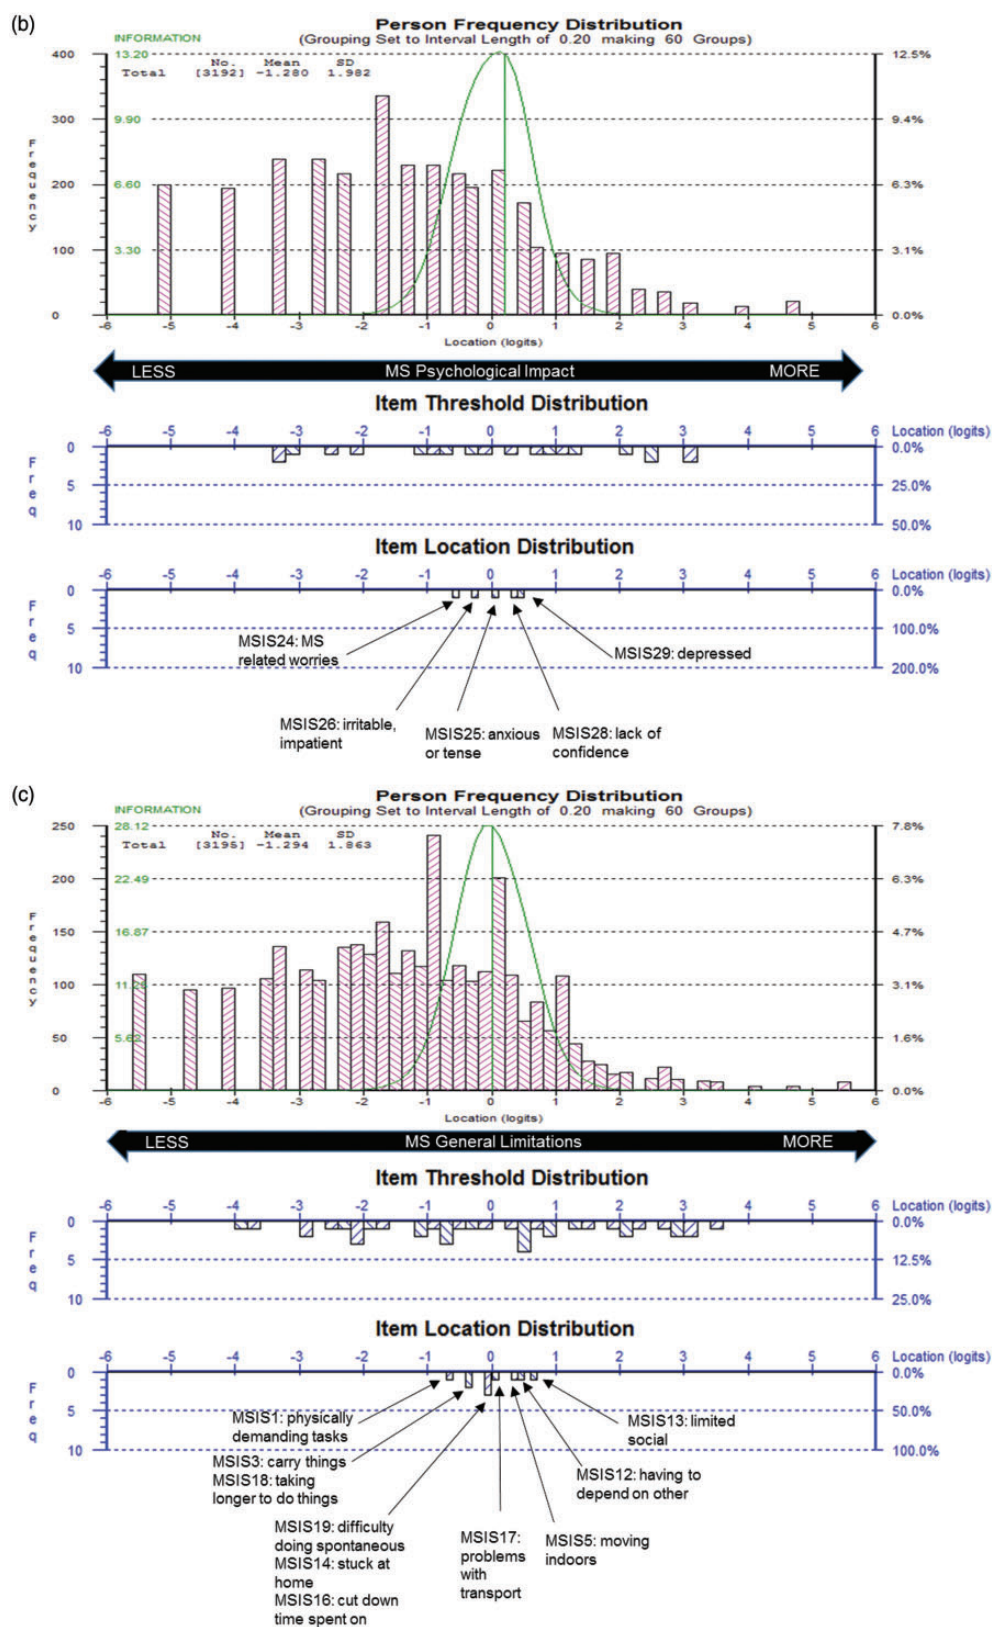 (b)
Person Frequency Distribution
(Grouping Set to Interval Length of 0.20 making 60 Groups)
INFORMATION
No. Mean SD
Total [3192] -1.280 1.982
Frequency
400 13.20 12.5%
300 9.90 9.4%
200 6.60 6.3%
100 3.30 3.1%
0 0.0%
-6 -5 -4 -3 -2 -1 0 1 2 3 4 5 6
Location (logits)
LESS MS Psychological Impact MORE
Item Threshold Distribution
-6 -5 -4 -3 -2 -1 0 1 2 3 4 5 6 Location (logits)
Freq
0 0.0%
5 25.0%
10 50.0%
Item Location Distribution
-6 -5 -4 -3 -2 -1 0 1 2 3 4 5 6 Location (logits)
Freq
0 0.0%
5 100.0%
10 200.0%
MSIS24: MS
related worries
MSIS29: depressed
MSIS26: irritable,
impatient
MSIS25: anxious
or tense
MSIS28: lack of
confidence
(c)
Person Frequency Distribution
(Grouping Set to Interval Length of 0.20 making 60 Groups)
INFORMATION
No. Mean SD
Total [3195] -1.294 1.863
Frequency
250 28.12 7.8%
200 22.49 6.3%
150 16.87 4.7%
100 11.25 3.1%
50 5.62 1.6%
0 0.0%
-6 -5 -4 -3 -2 -1 0 1 2 3 4 5 6
Location (logits)
LESS MS General Limitations MORE
Item Threshold Distribution
-6 -5 -4 -3 -2 -1 0 1 2 3 4 5 6 Location (logits)
Freq
0 0.0%
5 12.5%
10 25.0%
Item Location Distribution
-6 -5 -4 -3 -2 -1 0 1 2 3 4 5 6 Location (logits)
Freq
0 0.0%
5 50.0%
10 100.0%
MSIS1: physically
demanding tasks
MSIS13: limited
social
MSIS3: carry things
MSIS18: taking
longer to do things
MSIS12: having to
depend on other
MSIS19: difficulty
doing spontaneous
MSIS14: stuck at
home
MSIS16: cut down
time spent on
MSIS17:
problems
with
transport
MSIS5: moving
indoors